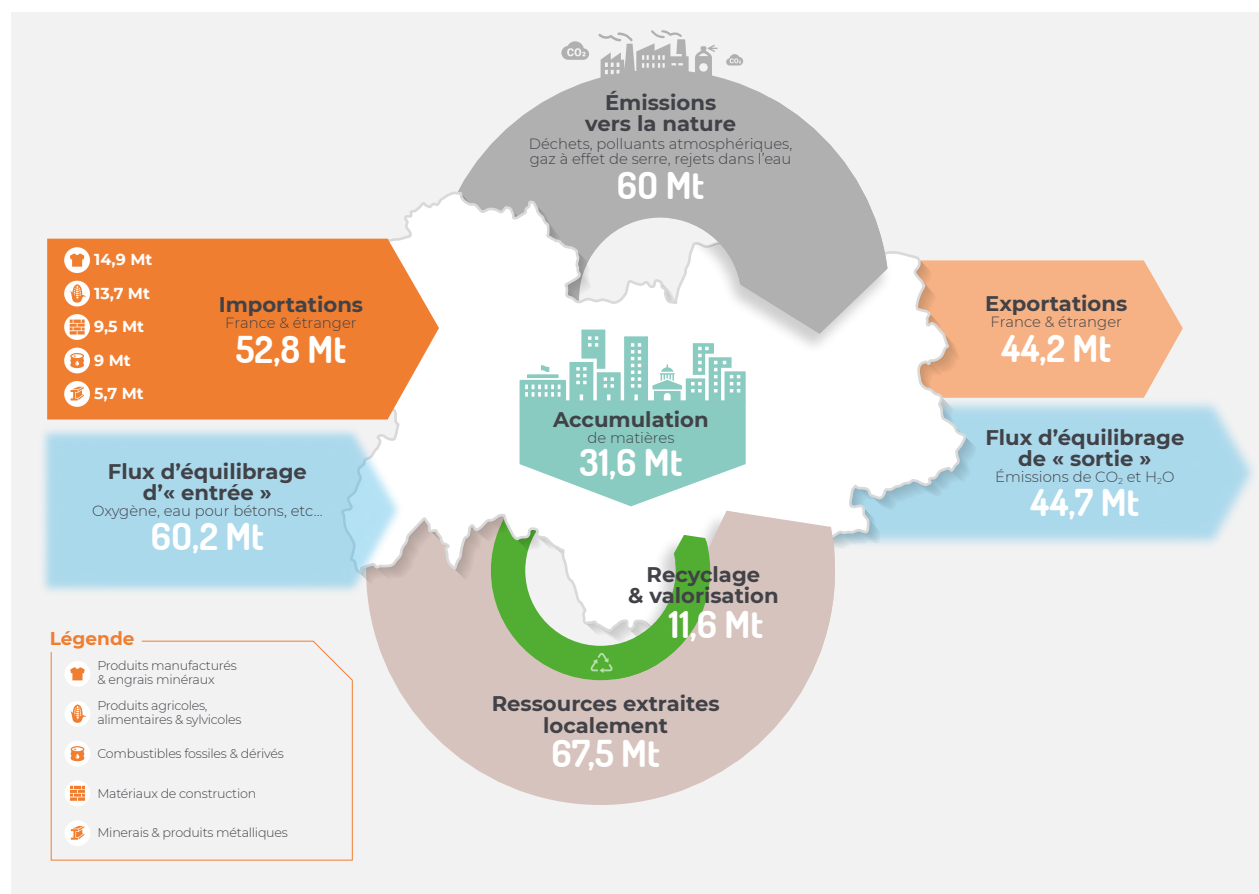 CO₂
CO₂
Émissions
vers la nature
Déchets, polluants atmosphériques,
gaz à effet de serre, rejets dans l'eau
60 Mt
14,9 Mt
13,7 Mt
9,5 Mt
9 Mt
5,7 Mt
Importations
France & étranger
52,8 Mt
Exportations
France & étranger
44,2 Mt
Accumulation
de matières
31,6 Mt
Flux d'équilibrage
d'« entrée »
Oxygène, eau pour bétons, etc...
60,2 Mt
Flux d'équilibrage
de « sortie »
Émissions de CO₂ et H₂O
44,7 Mt
Recyclage
& valorisation
11,6 Mt
Ressources extraites
localement
67,5 Mt
Légende
Produits manufacturés
& engrais minéraux
Produits agricoles,
alimentaires & sylvicoles
Combustibles fossiles & dérivés
Matériaux de construction
Minerais & produits métalliques